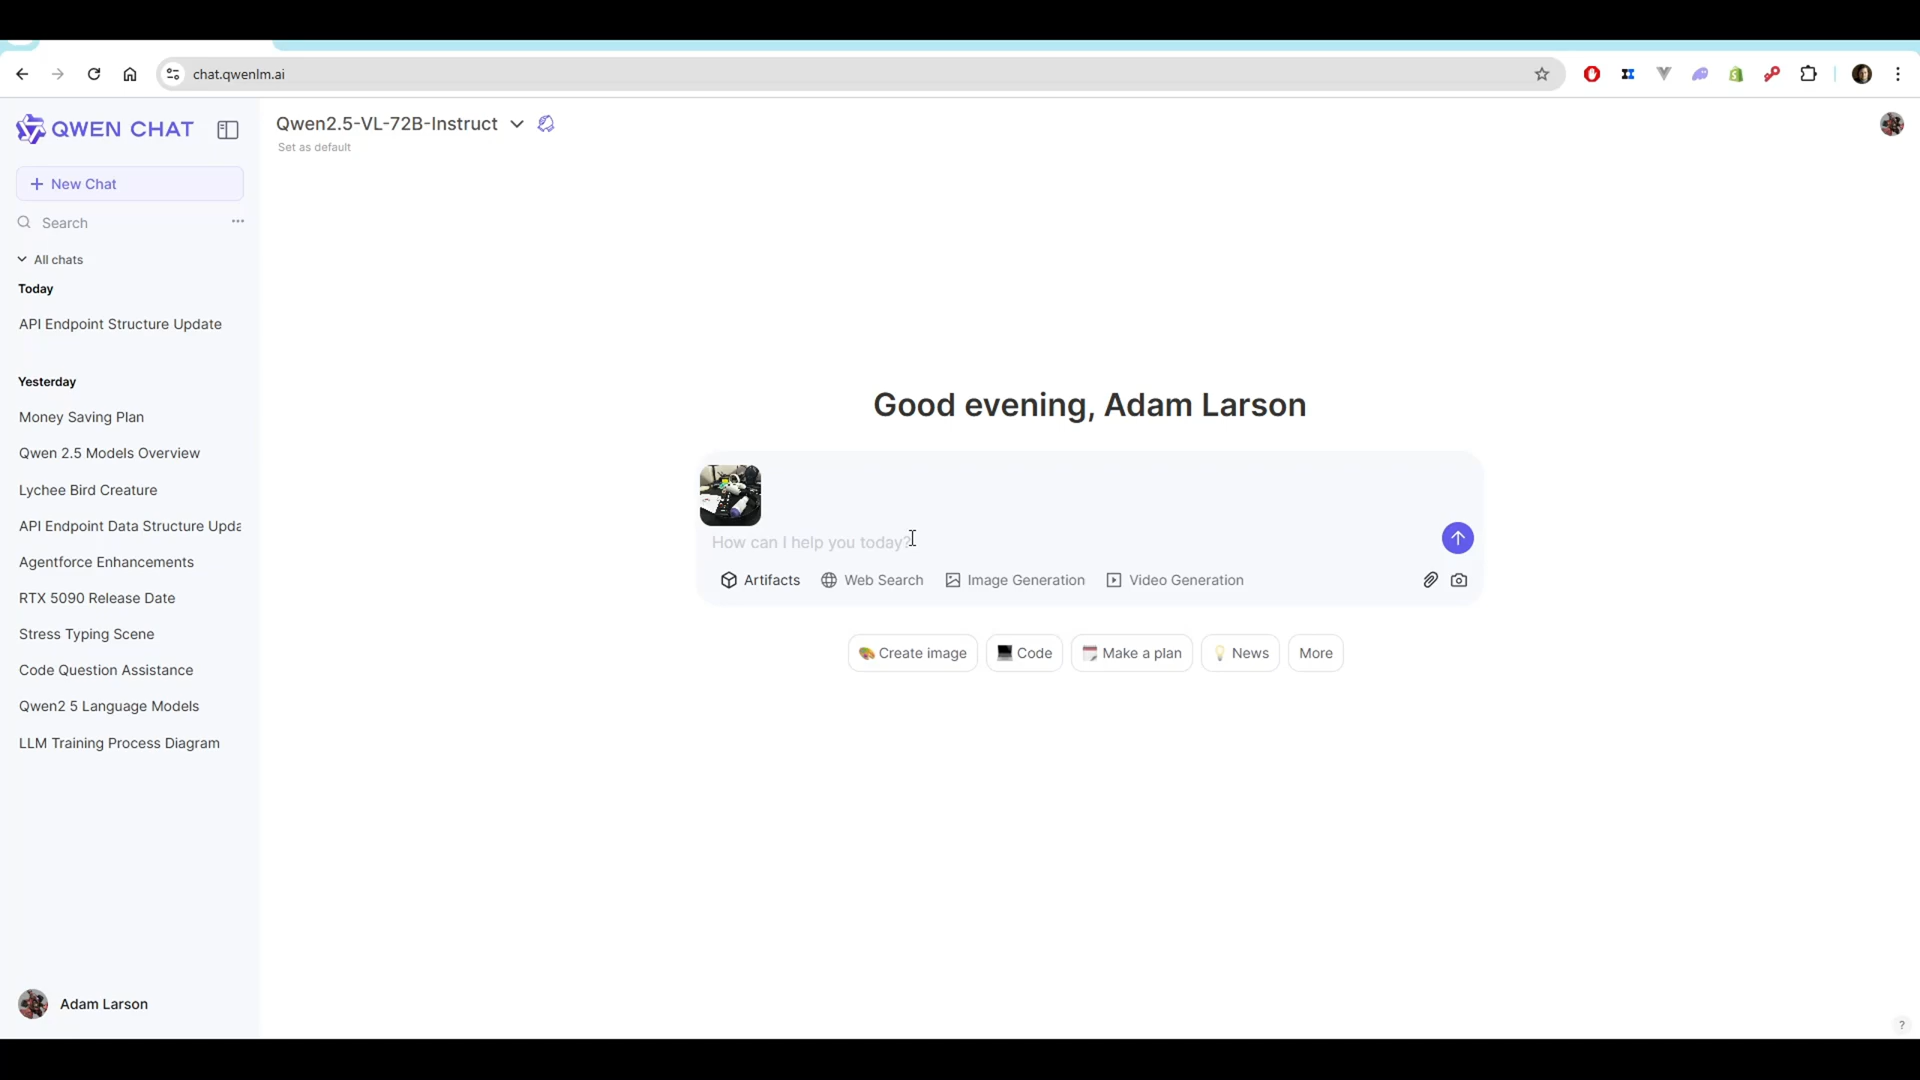 chat.qwenlm.ai
QWEN CHAT
Qwen2.5-VL-72B-Instruct
Set as default
New Chat
Search
All chats
Today
API Endpoint Structure Update
Yesterday
Money Saving Plan
Qwen 2.5 Models Overview
Lychee Bird Creature
API Endpoint Data Structure Upda
Agentforce Enhancements
RTX 5090 Release Date
Stress Typing Scene
Code Question Assistance
Qwen2 5 Language Models
LLM Training Process Diagram
Adam Larson
Good evening, Adam Larson
How can I help you today?
Artifacts Web Search Image Generation Video Generation
Create image Code Make a plan News More
?